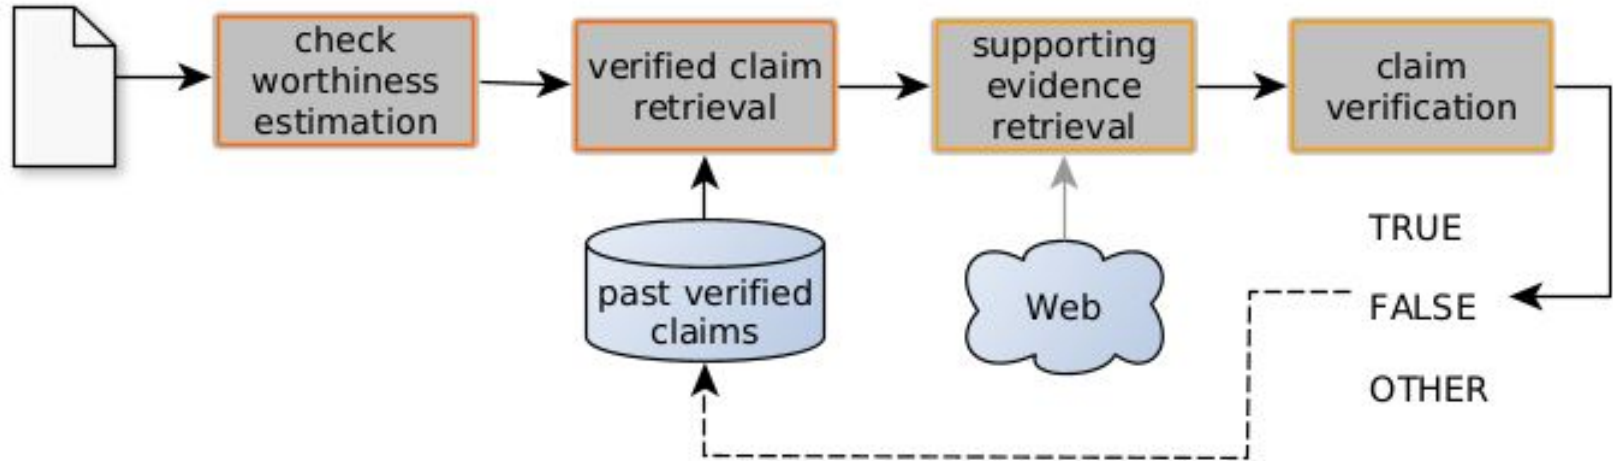 check
worthiness
estimation
verified claim
retrieval
supporting
evidence
retrieval
claim
verification
past verified
claims
Web
TRUE
FALSE
OTHER